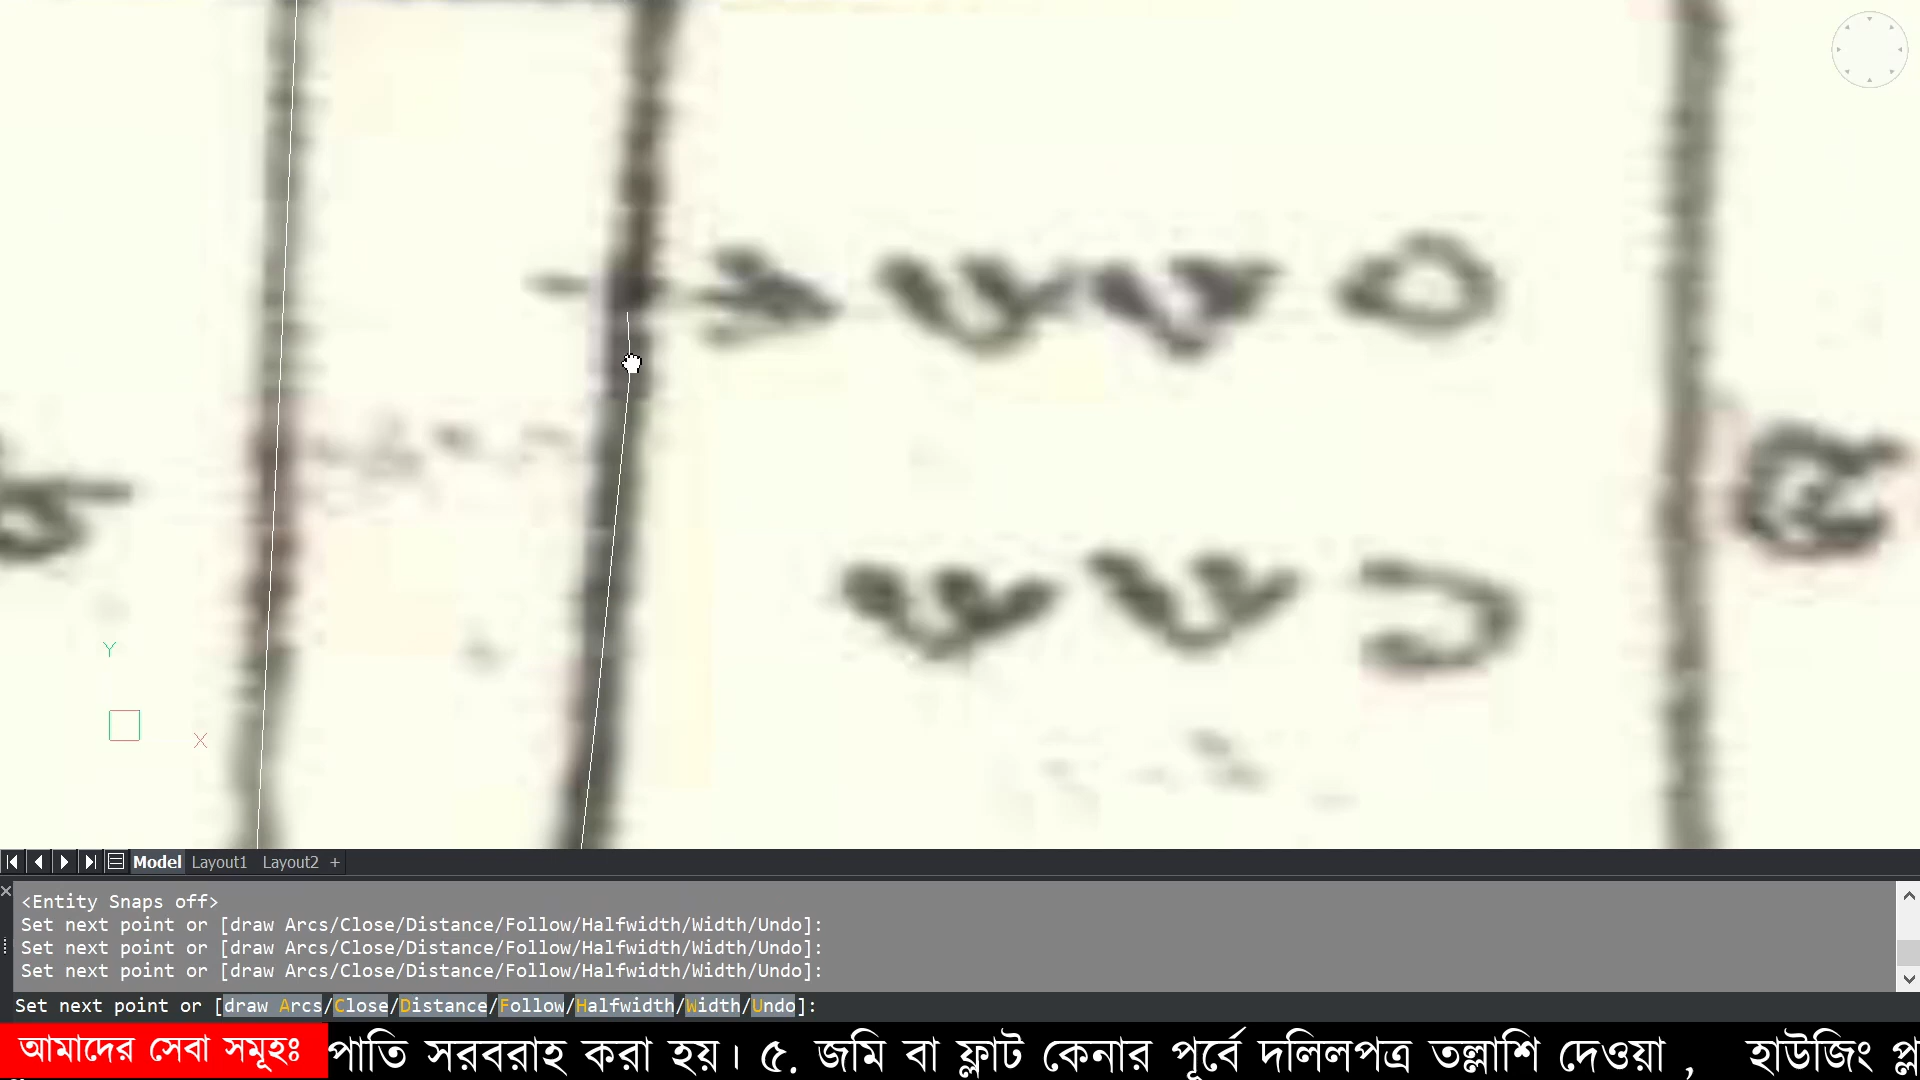 ৩৩০
৩৩১
Y
X
Model Layout1 Layout2 +
<Entity Snaps off>
Set next point or [draw Arcs/Close/Distance/Follow/Halfwidth/Width/Undo]:
Set next point or [draw Arcs/Close/Distance/Follow/Halfwidth/Width/Undo]:
Set next point or [draw Arcs/Close/Distance/Follow/Halfwidth/Width/Undo]:
Set next point or [draw Arcs/Close/Distance/Follow/Halfwidth/Width/Undo]:
আমাদের সেবা সমূহঃ পাতি সরবরাহ করা হয়। ৫. জমি বা ফ্লাট কেনার পূর্বে দলিলপত্র তল্লাশি দেওয়া , হাউজিং